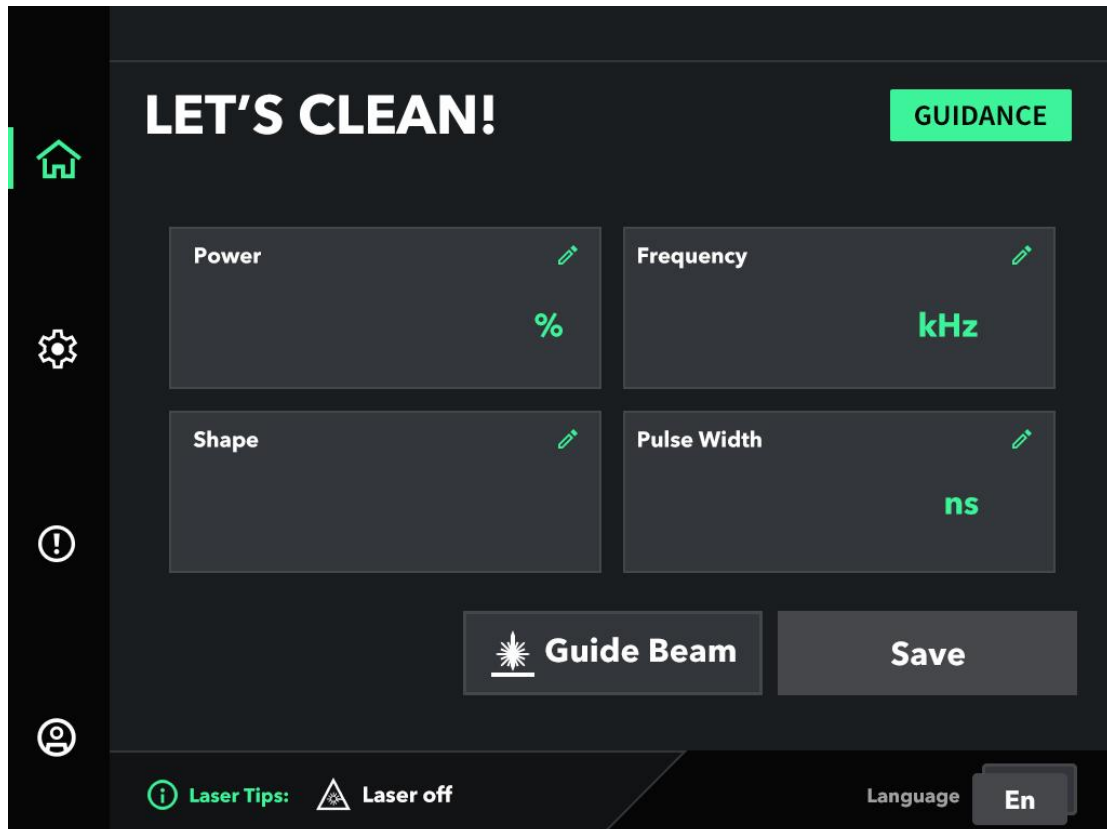 LET'S CLEAN!
GUIDANCE
Power
%
Frequency
kHz
Shape
Pulse Width
ns
Guide Beam
Save
Laser Tips:
Laser off
Language
En